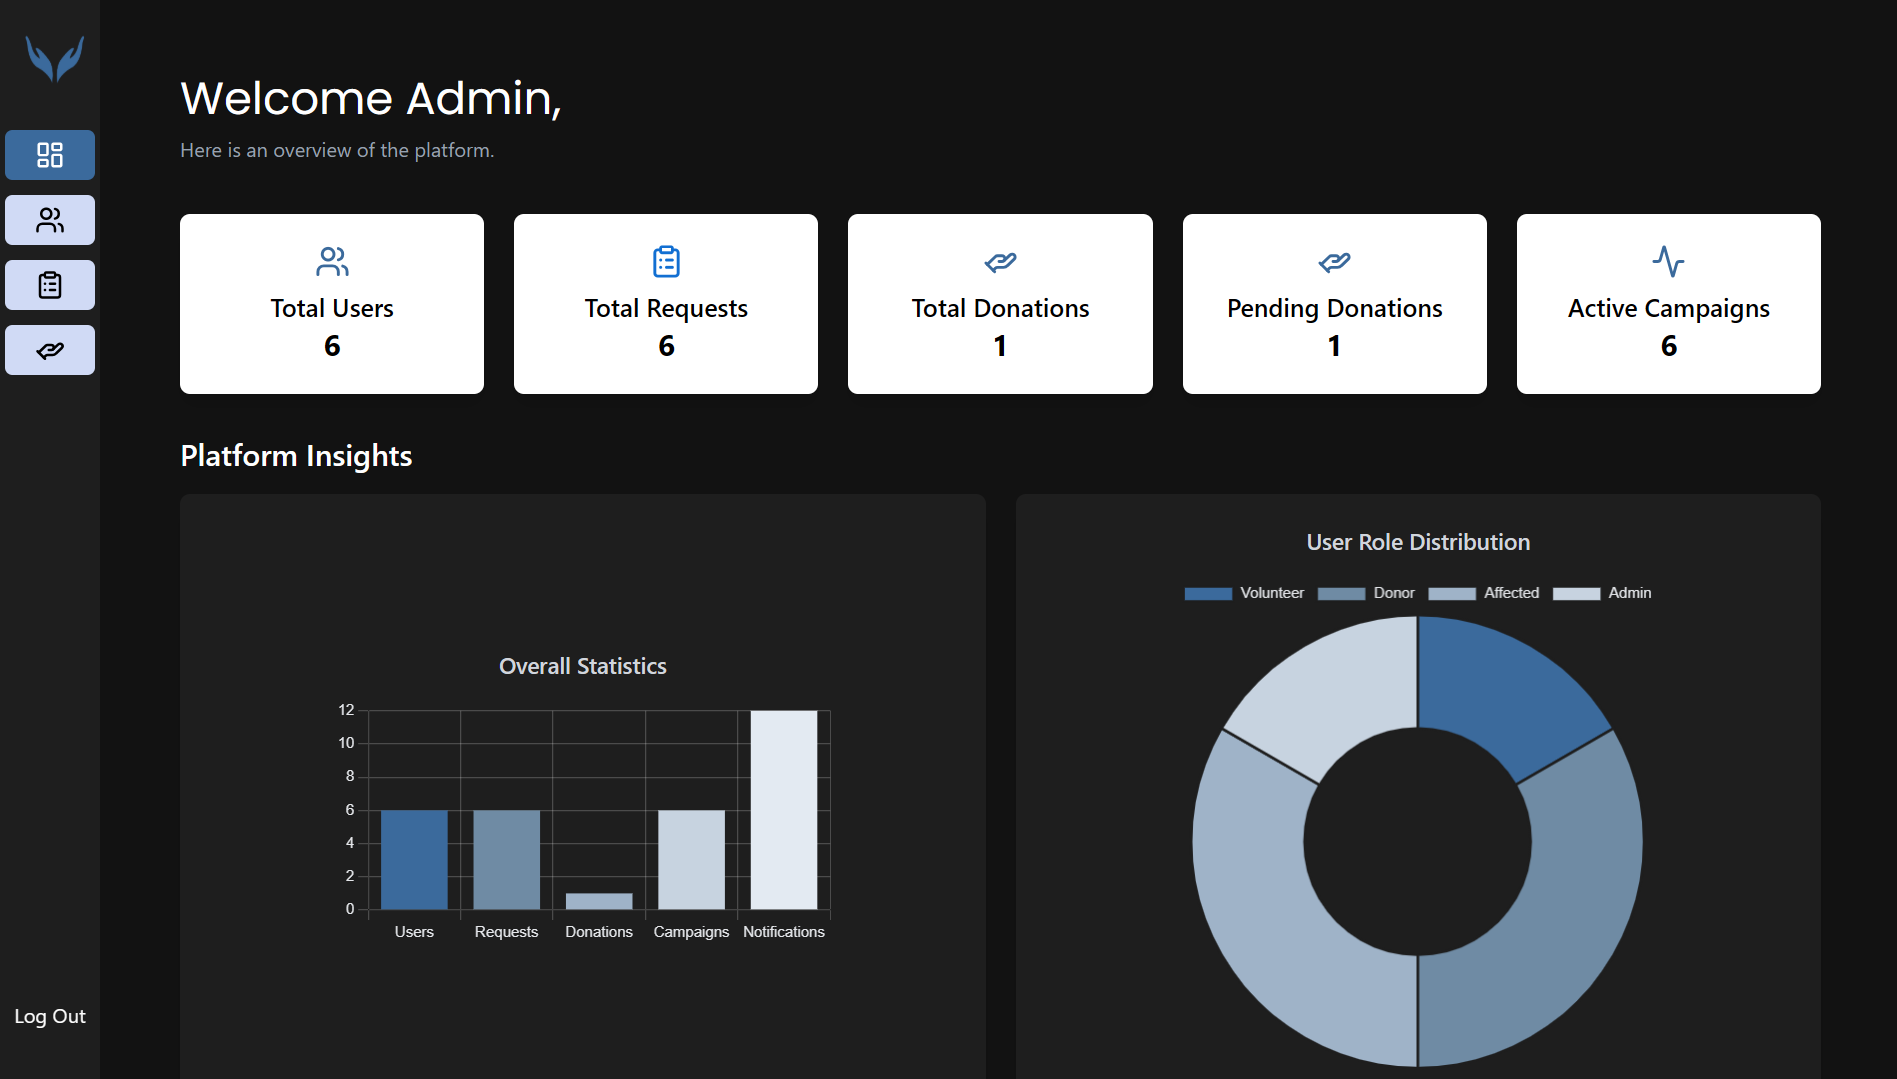 Welcome Admin,
Here is an overview of the platform.
Total Users
6
Total Requests
6
Total Donations
1
Pending Donations
1
Active Campaigns
6
Platform Insights
Overall Statistics
12
10
8
6
4
2
0
Users Requests Donations Campaigns Notifications
User Role Distribution
Volunteer Donor Affected Admin
Log Out